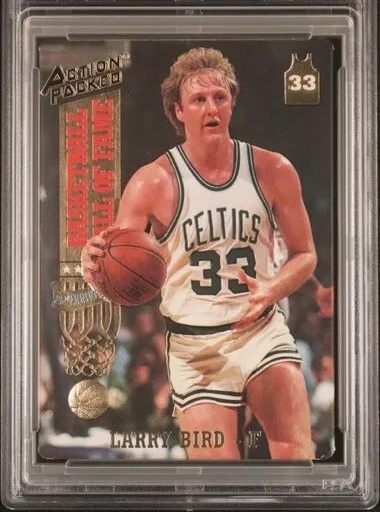 ACTION
PACKED
33
BASKETBALL
HALL OF FAME
CELTICS
33
LARRY BIRD - F